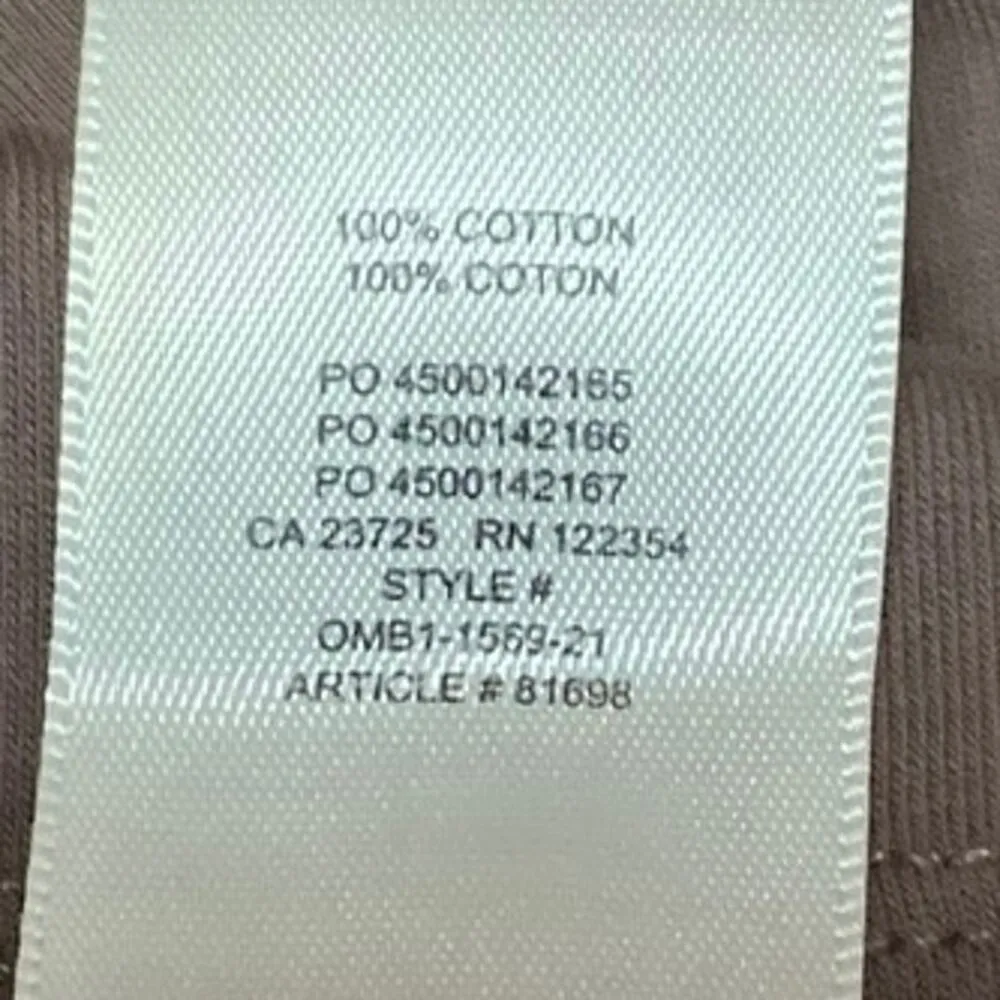 100% COTTON
100% COTON
PO 4500142165
PO 4500142166
PO 4500142167
CA 23725 RN 122354
STYLE #
OMB1-1569-21
ARTICLE # 81698